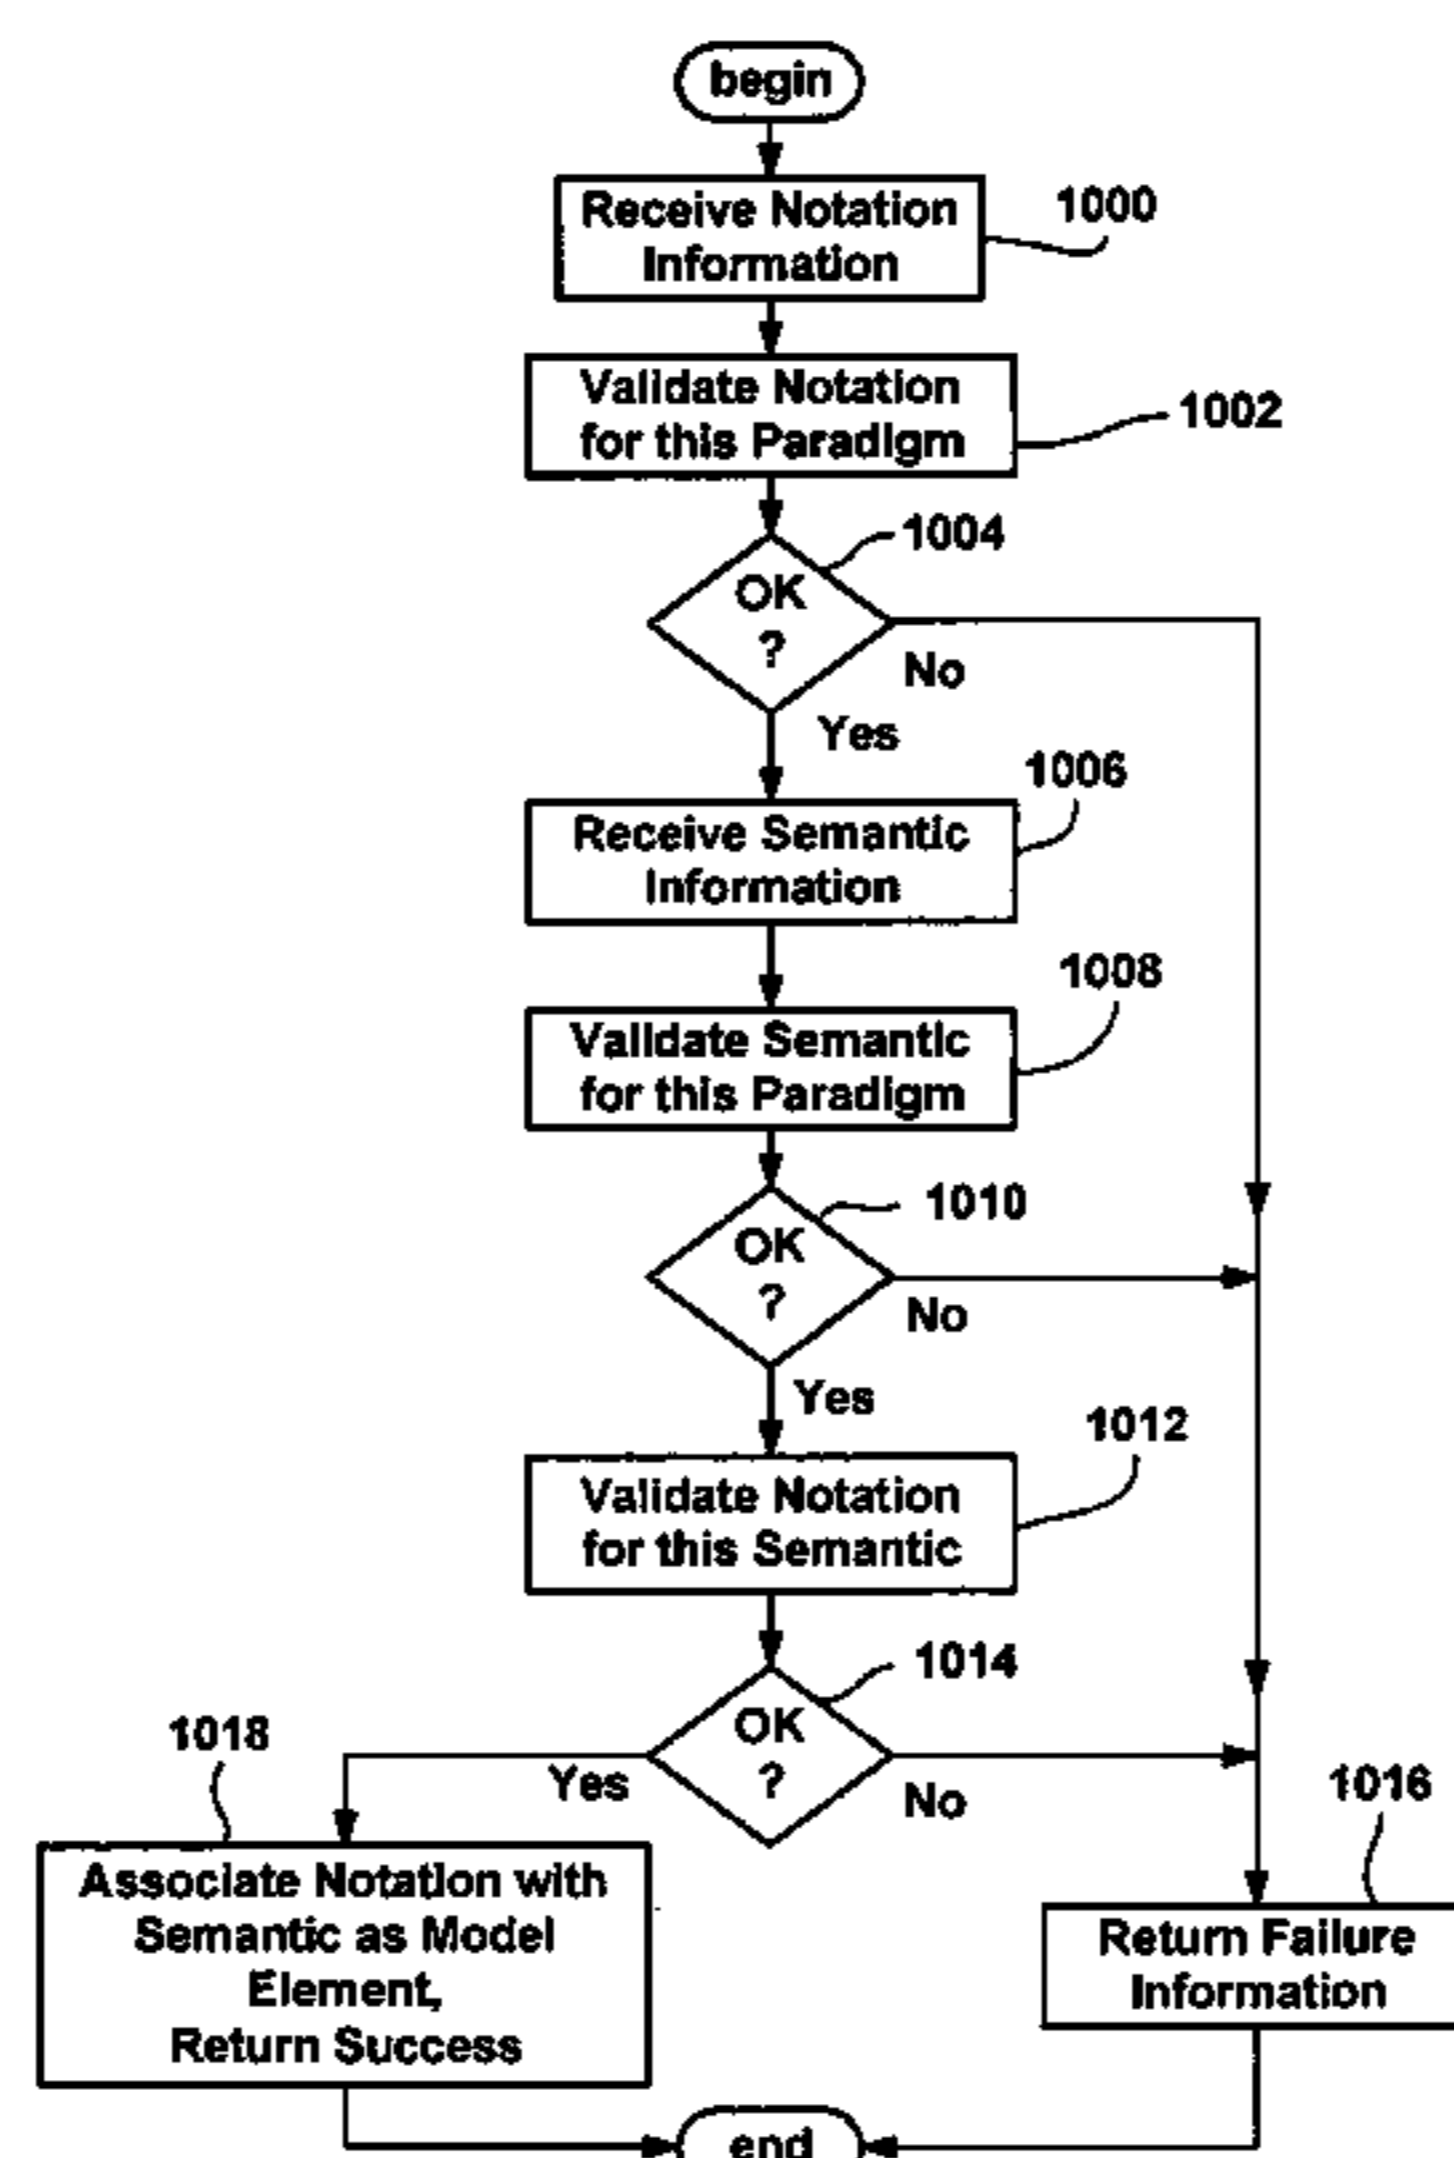 begin
Receive Notation
Information
1000
Validate Notation
for this Paradigm
1002
1004
OK
?
No
Yes
1006
Receive Semantic
Information
1008
Validate Semantic
for this Paradigm
1010
OK
?
No
Yes
1012
Validate Notation
for this Semantic
1014
OK
?
Yes
No
1018
Associate Notation with
Semantic as Model
Element,
Return Success
1016
Return Failure
Information
end